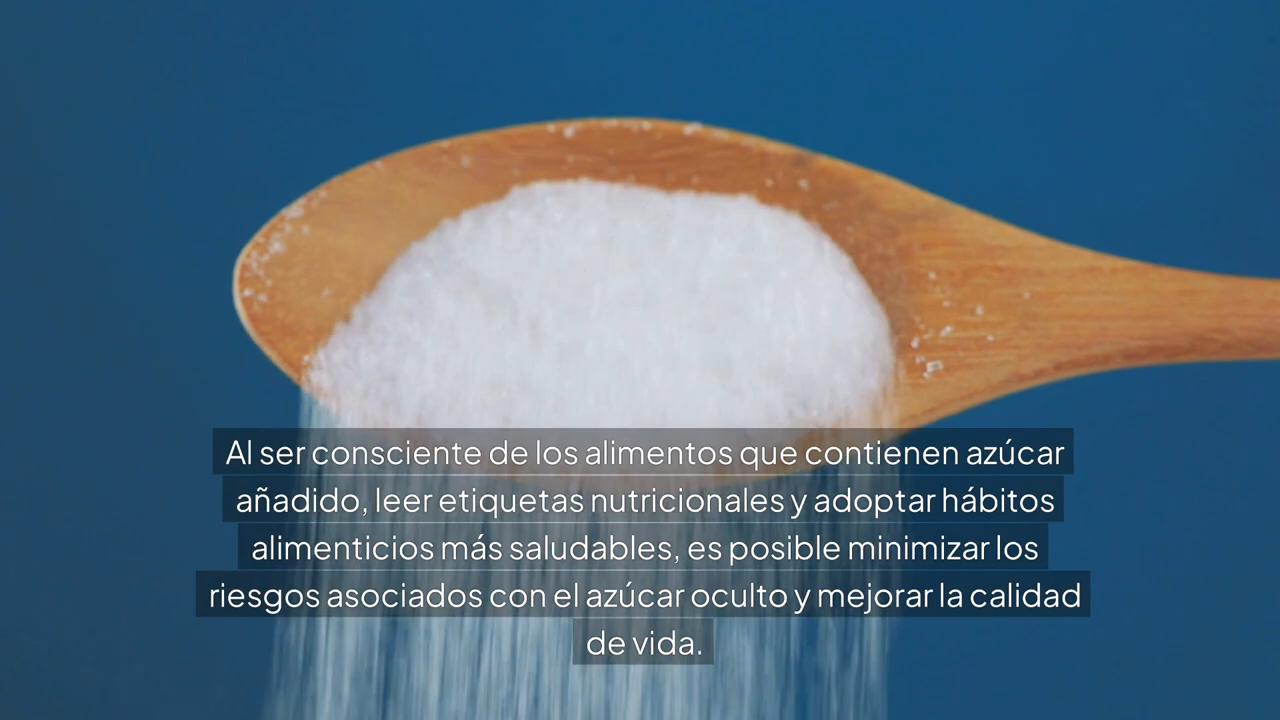 Al ser consciente de los alimentos que contienen azúcar
añadido, leer etiquetas nutricionales y adoptar hábitos
alimenticios más saludables, es posible minimizar los
riesgos asociados con el azúcar oculto y mejorar la calidad
de vida.